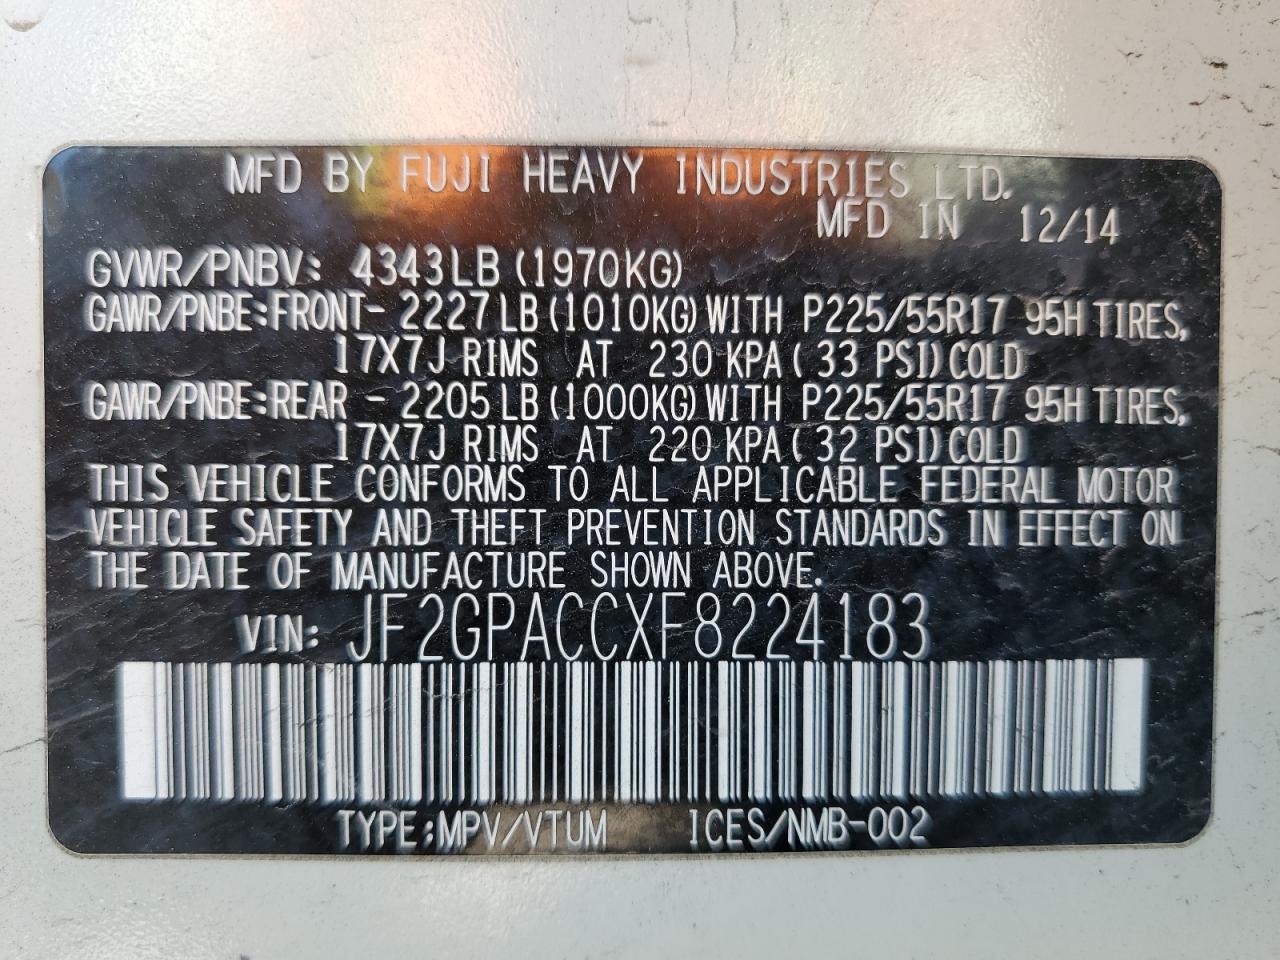 MFD BY FUJI HEAVY INDUSTRIES LTD.
MFD IN 12/14
GVWR/PNBV: 4343LB (1970KG)
GAWR/PNBE:FRONT- 2227LB (1010KG) WITH P225/55R17 95H TIRES,
17X7J RIMS AT 230 KPA ( 33 PSI) COLD
GAWR/PNBE:REAR - 2205LB (1000KG) WITH P225/55R17 95H TIRES,
17X7J RIMS AT 220 KPA ( 32 PSI) COLD
THIS VEHICLE CONFORMS TO ALL APPLICABLE FEDERAL MOTOR
VEHICLE SAFETY AND THEFT PREVENTION STANDARDS IN EFFECT ON
THE DATE OF MANUFACTURE SHOWN ABOVE.
VIN: JF2GPACCXF8224183
TYPE:MPV/VTUM ICES/NMB-002